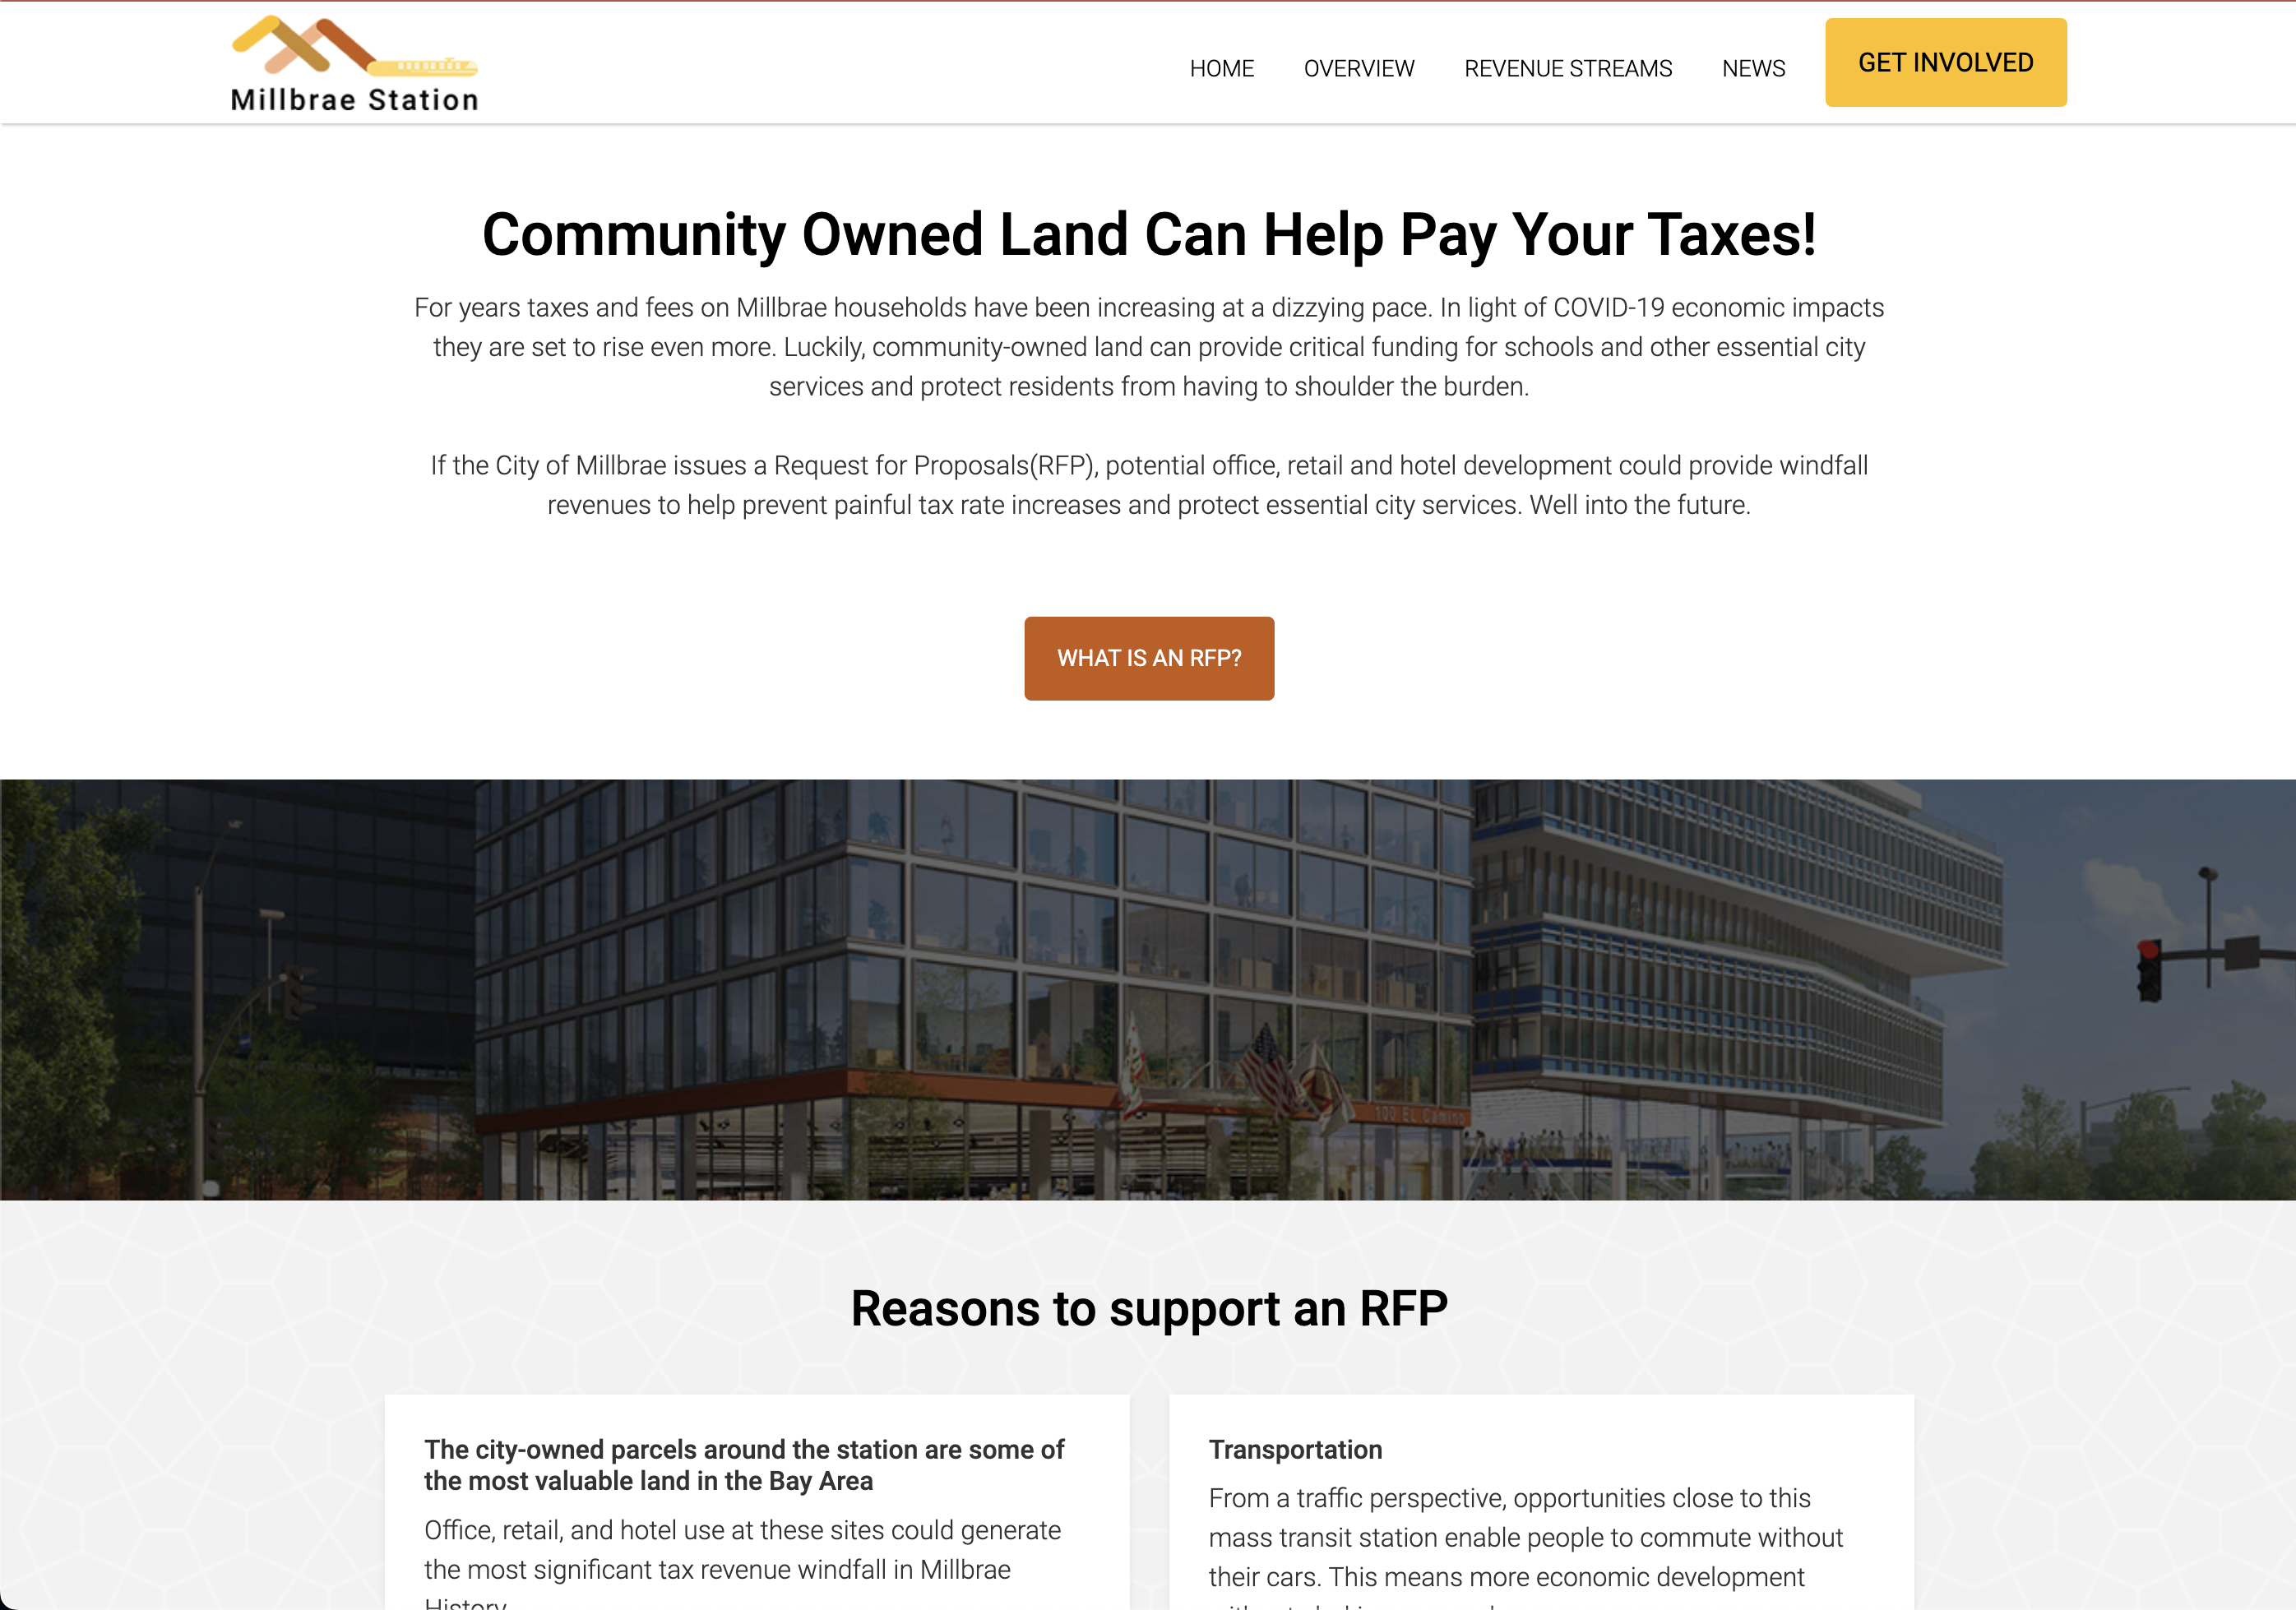 Millbrae Station
HOME
OVERVIEW
REVENUE STREAMS
NEWS
GET INVOLVED
Community Owned Land Can Help Pay Your Taxes!
For years taxes and fees on Millbrae households have been increasing at a dizzying pace. In light of COVID-19 economic impacts
they are set to rise even more. Luckily, community-owned land can provide critical funding for schools and other essential city
services and protect residents from having to shoulder the burden.
If the City of Millbrae issues a Request for Proposals(RFP), potential office, retail and hotel development could provide windfall
revenues to help prevent painful tax rate increases and protect essential city services. Well into the future.
WHAT IS AN RFP?
100 El Camino
Reasons to support an RFP
The city-owned parcels around the station are some of
the most valuable land in the Bay Area
Office, retail, and hotel use at these sites could generate
the most significant tax revenue windfall in Millbrae
History
Transportation
From a traffic perspective, opportunities close to this
mass transit station enable people to commute without
their cars. This means more economic development